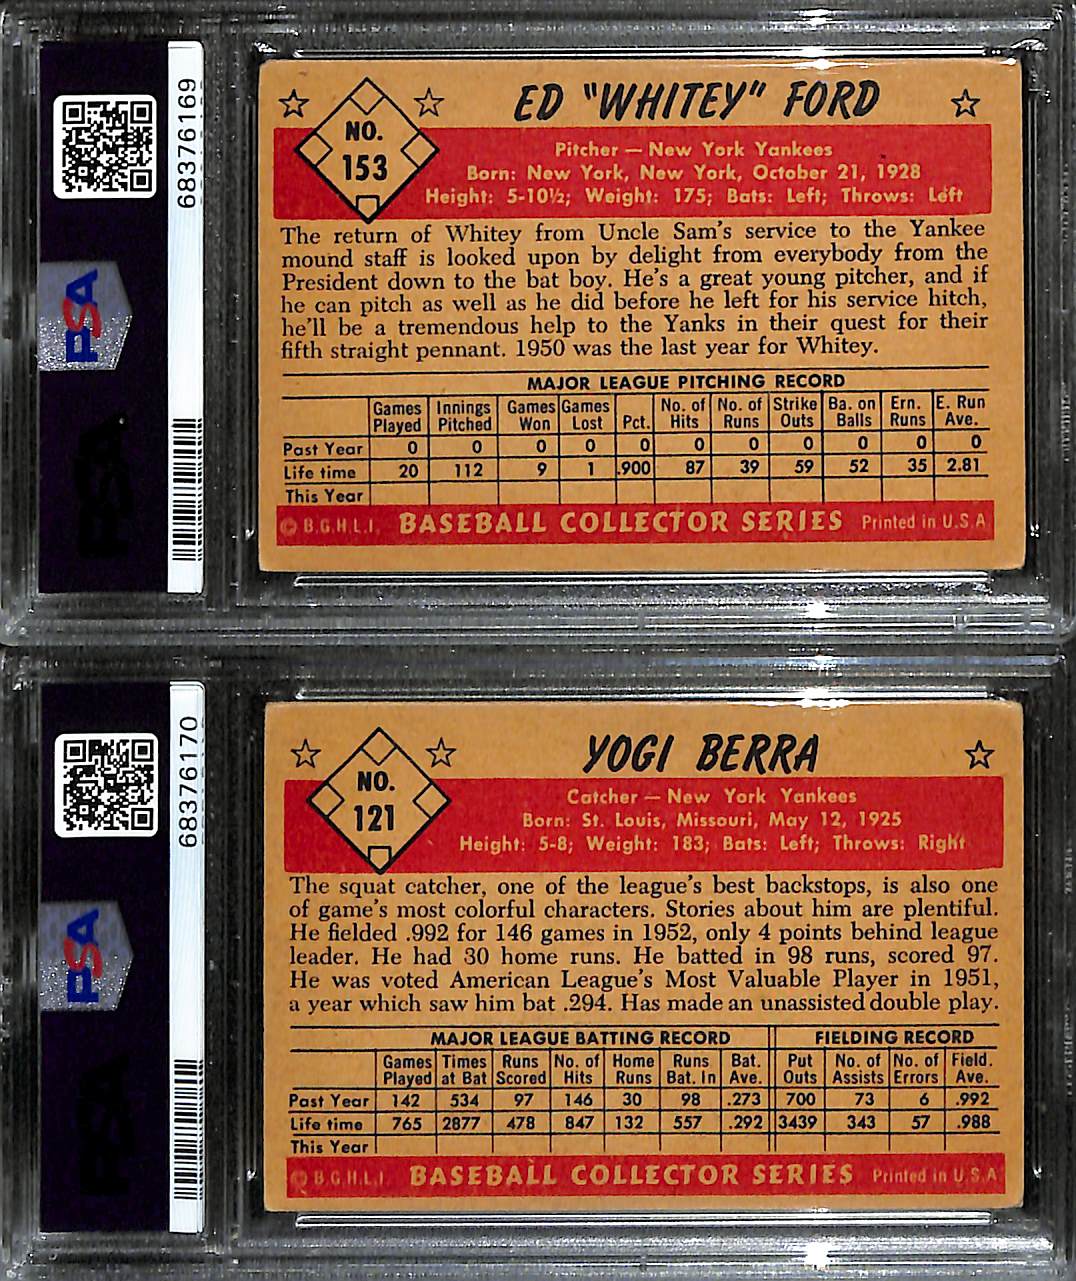 68376169
PSA
NO.
153
ED "WHITEY" FORD
Pitcher — New York Yankees
Born: New York, New York, October 21, 1928
Height: 5-10½; Weight: 175; Bats: Left; Throws: Left
The return of Whitey from Uncle Sam's service to the Yankee
mound staff is looked upon by delight from everybody from the
President down to the bat boy. He's a great young pitcher, and if
he can pitch as well as he did before he left for his service hitch,
he'll be a tremendous help to the Yanks in their quest for their
fifth straight pennant. 1950 was the last year for Whitey.
MAJOR LEAGUE PITCHING RECORD
Games Innings Games Games No. of No. of Strike Ba. on Ern. E. Run
Played Pitched Won Lost Pct. Hits Runs Outs Balls Runs Ave.
Past Year 0 0 0 0 0 0 0 0 0 0 0
Life time 20 112 9 1 .900 87 39 59 52 35 2.81
This Year
© B.G.H.L.I. BASEBALL COLLECTOR SERIES Printed in U.S.A
68376170
PSA
NO.
121
YOGI BERRA
Catcher — New York Yankees
Born: St. Louis, Missouri, May 12, 1925
Height: 5-8; Weight: 183; Bats: Left; Throws: Right
The squat catcher, one of the league's best backstops, is also one
of game's most colorful characters. Stories about him are plentiful.
He fielded .992 for 146 games in 1952, only 4 points behind league
leader. He had 30 home runs. He batted in 98 runs, scored 97.
He was voted American League's Most Valuable Player in 1951,
a year which saw him bat .294. Has made an unassisted double play.
MAJOR LEAGUE BATTING RECORD FIELDING RECORD
Games Times Runs No. of Home Runs Bat. Put No. of No. of Field.
Played at Bat Scored Hits Runs Bat. In Ave. Outs Assists Errors Ave.
Past Year 142 534 97 146 30 98 .273 700 73 6 .992
Life time 765 2877 478 847 132 557 .292 3439 343 57 .988
This Year
© B.G.H.L.I. BASEBALL COLLECTOR SERIES Printed in U.S.A